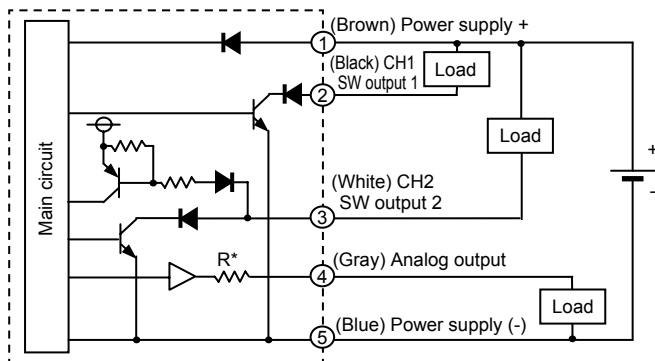 (Brown) Power supply +
1
(Black) CH1
SW output 1
2
Load
Load
Main circuit
+
-
(White) CH2
SW output 2
3
R*
(Gray) Analog output
4
Load
5
(Blue) Power supply (-)